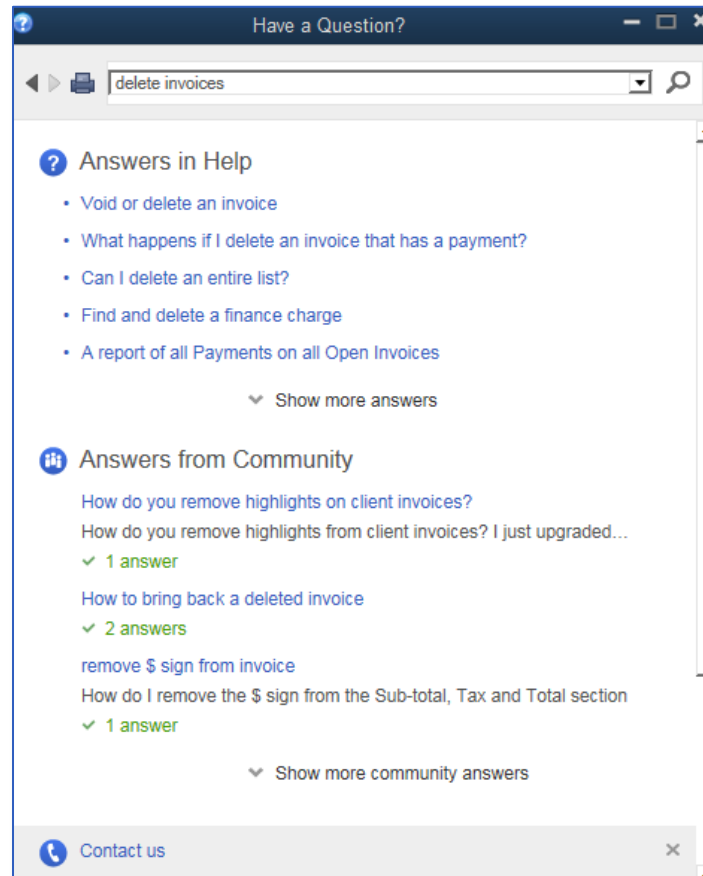 Have a Question?
delete invoices
Answers in Help
Void or delete an invoice
What happens if I delete an invoice that has a payment?
Can I delete an entire list?
Find and delete a finance charge
A report of all Payments on all Open Invoices
Show more answers
Answers from Community
How do you remove highlights on client invoices?
How do you remove highlights from client invoices? I just upgraded...
1 answer
How to bring back a deleted invoice
2 answers
remove $ sign from invoice
How do I remove the $ sign from the Sub-total, Tax and Total section
1 answer
Show more community answers
Contact us